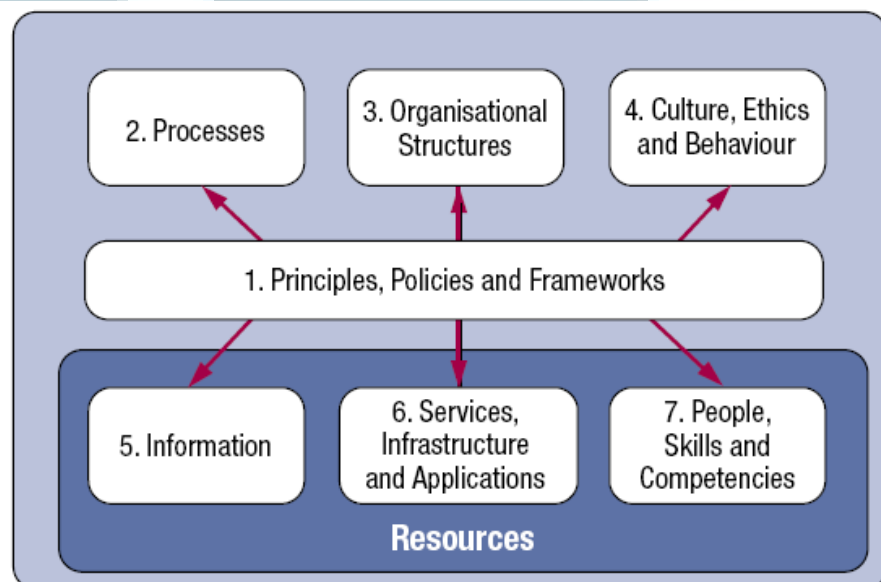 2. Processes
3. Organisational
Structures
4. Culture, Ethics
and Behaviour
1. Principles, Policies and Frameworks
5. Information
6. Services,
Infrastructure
and Applications
7. People,
Skills and
Competencies
Resources